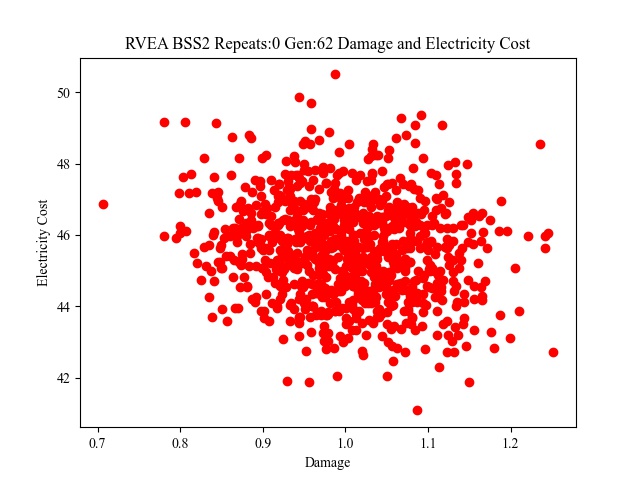 RVEA BSS2 Repeats:0 Gen:62 Damage and Electricity Cost
50
48
46
44
42
Electricity Cost
0.7 0.8 0.9 1.0 1.1 1.2
Damage